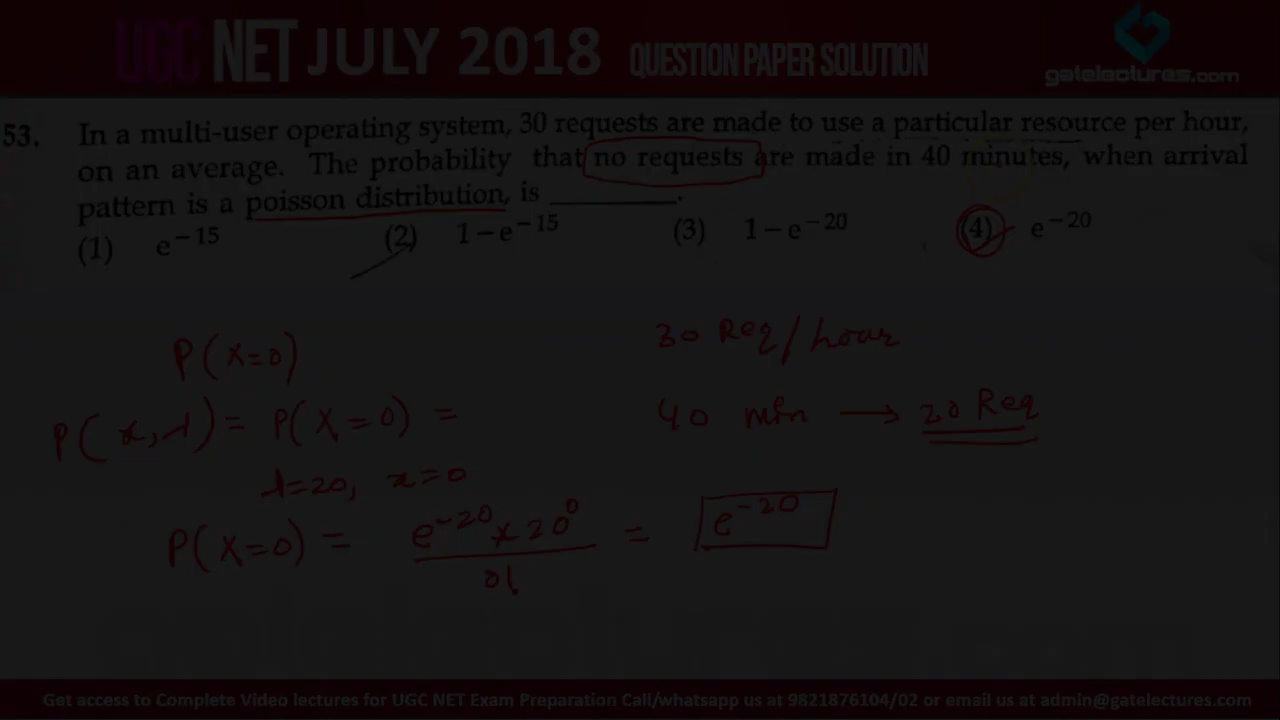 UGC NET JULY 2018 QUESTION PAPER SOLUTION
gatelectures.com
53. In a multi-user operating system, 30 requests are made to use a particular resource per hour,
on an average. The probability that no requests are made in 40 minutes, when arrival
pattern is a poisson distribution, is ________.
(1) e^−15 (2) 1−e^−15 (3) 1−e^−20 (4) e^−20
30 Req/hour
P(X=0)
40 min → 20 Req
P(x,λ) = P(X=0) =
λ=20, x=0
P(X=0) = e^−20 × 20^0 = e^−20
0!
Get access to Complete Video lectures for UGC NET Exam Preparation Call/whatsapp us at 9821876104/02 or email us at admin@gatelectures.com